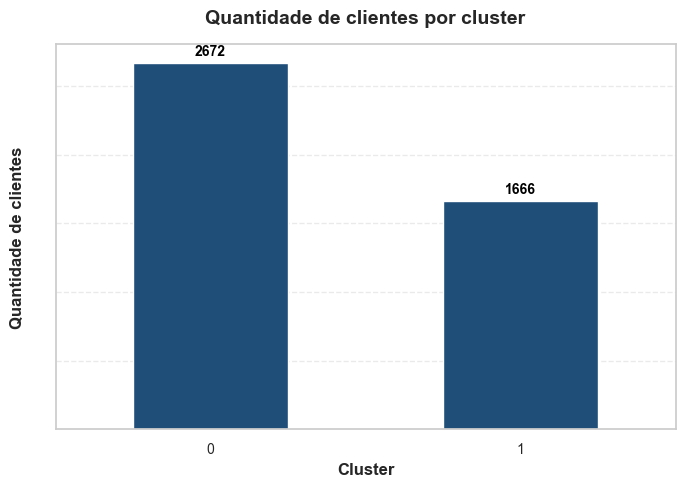 Quantidade de clientes por cluster
2672
1666
Quantidade de clientes
0
1
Cluster